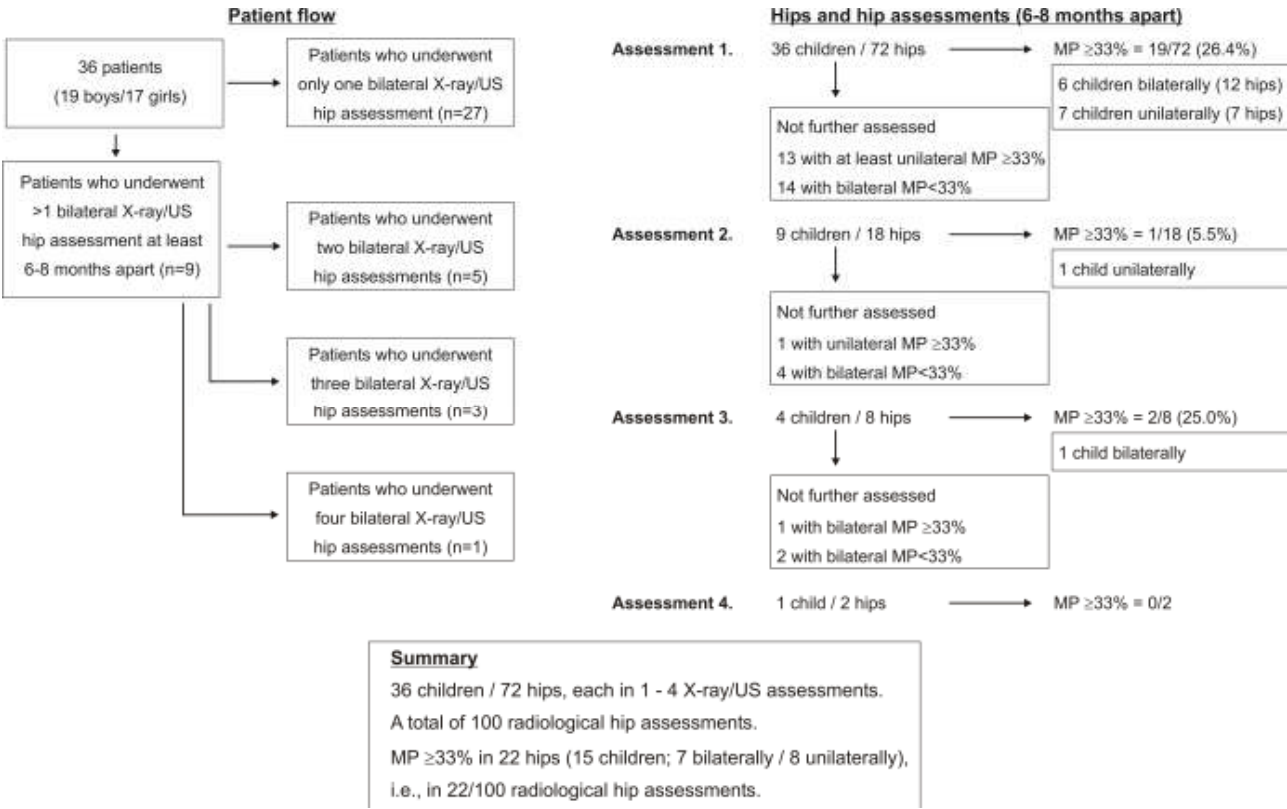 Patient flow
36 patients
(19 boys/17 girls)
Patients who underwent
only one bilateral X-ray/US
hip assessment (n=27)
Patients who underwent
>1 bilateral X-ray/US
hip assessment at least
6-8 months apart (n=9)
Patients who underwent
two bilateral X-ray/US
hip assessments (n=5)
Patients who underwent
three bilateral X-ray/US
hip assessments (n=3)
Patients who underwent
four bilateral X-ray/US
hip assessments (n=1)
Hips and hip assessments (6-8 months apart)
Assessment 1.
36 children / 72 hips
MP ≥33% = 19/72 (26.4%)
6 children bilaterally (12 hips)
7 children unilaterally (7 hips)
Not further assessed
13 with at least unilateral MP ≥33%
14 with bilateral MP<33%
Assessment 2.
9 children / 18 hips
MP ≥33% = 1/18 (5.5%)
1 child unilaterally
Not further assessed
1 with unilateral MP ≥33%
4 with bilateral MP<33%
Assessment 3.
4 children / 8 hips
MP ≥33% = 2/8 (25.0%)
1 child bilaterally
Not further assessed
1 with bilateral MP ≥33%
2 with bilateral MP<33%
Assessment 4.
1 child / 2 hips
MP ≥33% = 0/2
Summary
36 children / 72 hips, each in 1 - 4 X-ray/US assessments.
A total of 100 radiological hip assessments.
MP ≥33% in 22 hips (15 children; 7 bilaterally / 8 unilaterally),
i.e., in 22/100 radiological hip assessments.